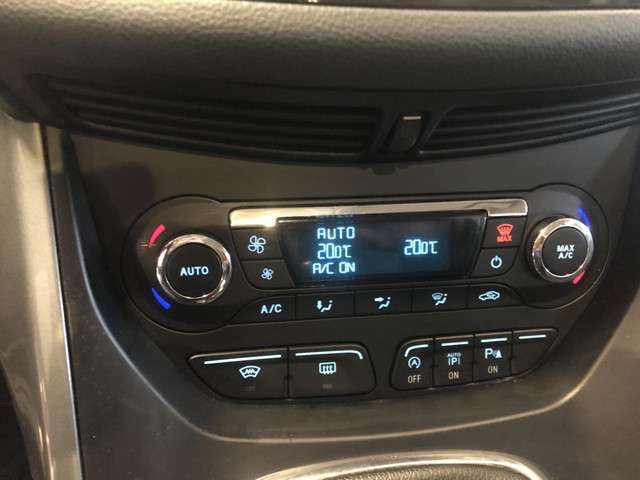 AUTO
20.0℃ 20.0℃
A/C ON
MAX
AUTO
MAX
A/C
A/C
OFF
AUTO
P
ON
P
ON